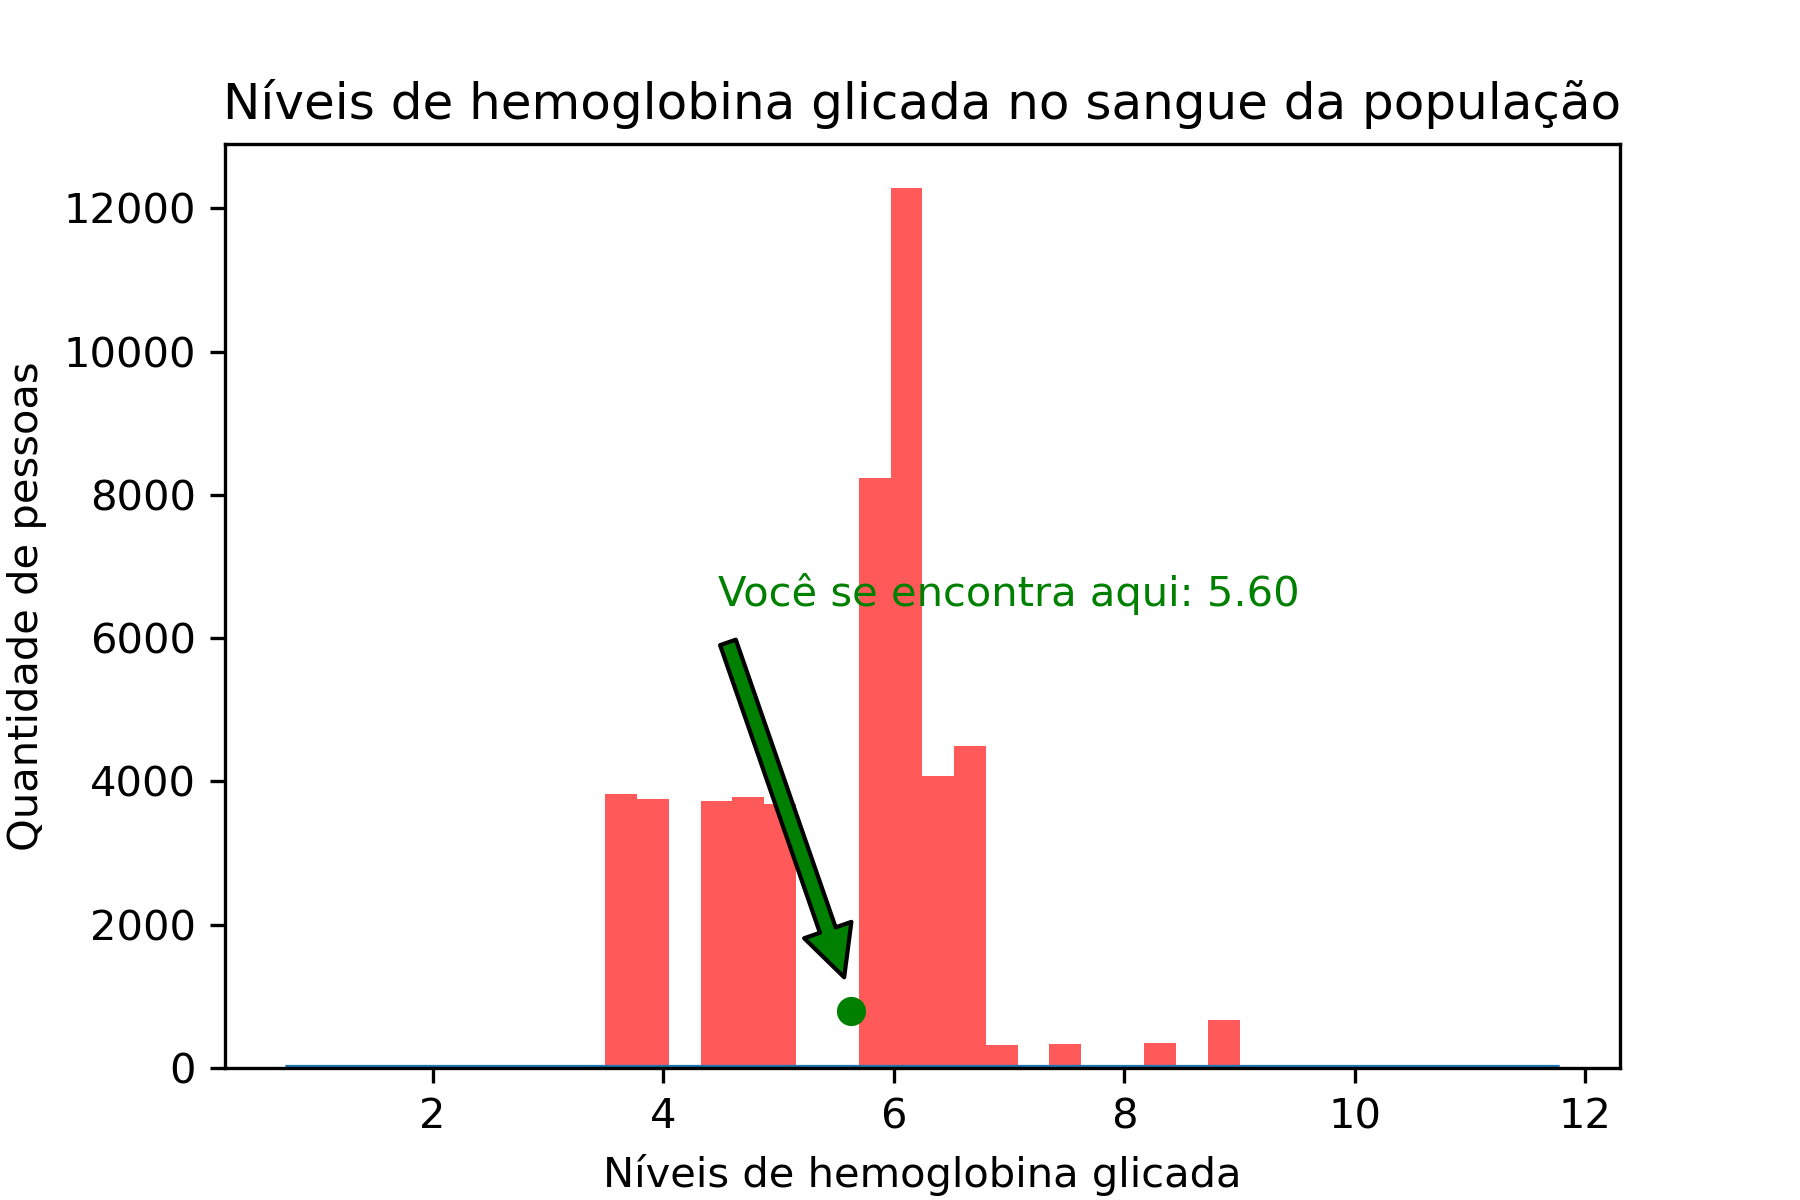 Níveis de hemoglobina glicada no sangue da população
12000
10000
8000
6000
4000
2000
0
Quantidade de pessoas
Você se encontra aqui: 5.60
2 4 6 8 10 12
Níveis de hemoglobina glicada